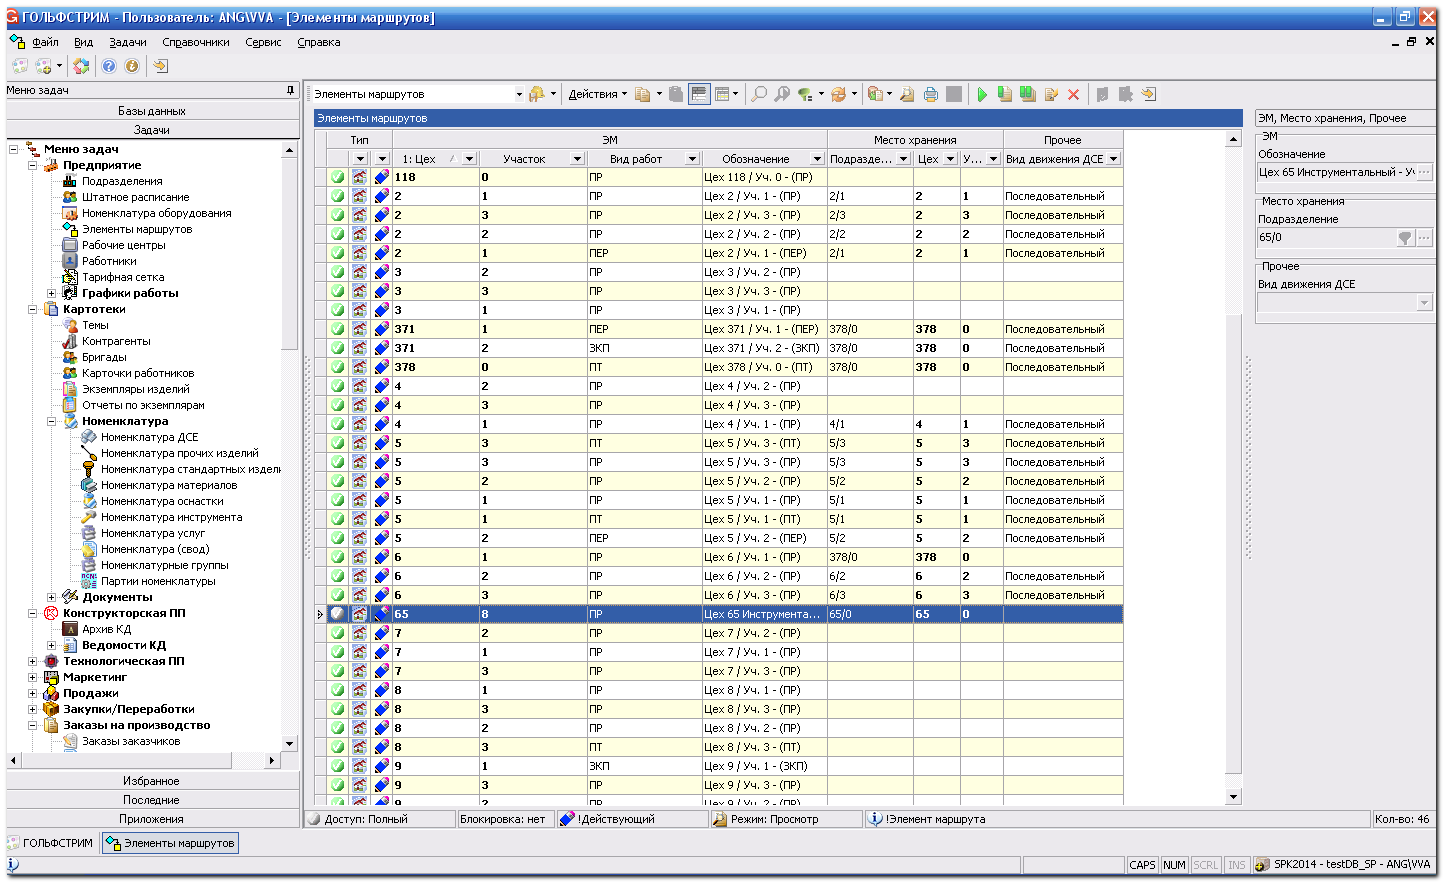 ГОЛЬФСТРИМ - Пользователь: ANG\VVA - [Элементы маршрутов]
Файл Вид Задачи Справочники Сервис Справка
Меню задач
Базы данных
Задачи
Меню задач
Предприятие
Подразделения
Штатное расписание
Номенклатура оборудования
Элементы маршрутов
Рабочие центры
Работники
Тарифная сетка
Графики работы
Картотеки
Темы
Контрагенты
Бригады
Карточки работников
Экземпляры изделий
Отчеты по экземплярам
Номенклатура
Номенклатура ДСЕ
Номенклатура прочих изделий
Номенклатура стандартных издели
Номенклатура материалов
Номенклатура оснастки
Номенклатура инструмента
Номенклатура услуг
Номенклатура (свод)
Номенклатурные группы
Партии номенклатуры
Документы
Конструкторская ПП
Архив КД
Ведомости КД
Технологическая ПП
Маркетинг
Продажи
Закупки/Переработки
Заказы на производство
Заказы заказчиков
Избранное
Последние
Приложения
Элементы маршрутов Действия
Элементы маршрутов
Тип ЭМ Место хранения Прочее
1: Цех Участок Вид работ Обозначение Подразде... Цех У... Вид движения ДСЕ
118 0 ПР Цех 118 / Уч. 0 - (ПР)
2 1 ПР Цех 2 / Уч. 1 - (ПР) 2/1 2 1 Последовательный
2 3 ПР Цех 2 / Уч. 3 - (ПР) 2/3 2 3 Последовательный
2 2 ПР Цех 2 / Уч. 2 - (ПР) 2/2 2 2 Последовательный
2 1 ПЕР Цех 2 / Уч. 1 - (ПЕР) 2/1 2 1 Последовательный
3 2 ПР Цех 3 / Уч. 2 - (ПР)
3 3 ПР Цех 3 / Уч. 3 - (ПР)
3 1 ПР Цех 3 / Уч. 1 - (ПР)
371 1 ПЕР Цех 371 / Уч. 1 - (ПЕР) 378/0 378 0 Последовательный
371 2 ЗКП Цех 371 / Уч. 2 - (ЗКП) 378/0 378 0 Последовательный
378 0 ПТ Цех 378 / Уч. 0 - (ПТ) 378/0 378 0 Последовательный
4 2 ПР Цех 4 / Уч. 2 - (ПР)
4 3 ПР Цех 4 / Уч. 3 - (ПР)
4 1 ПР Цех 4 / Уч. 1 - (ПР) 4/1 4 1 Последовательный
5 3 ПТ Цех 5 / Уч. 3 - (ПТ) 5/3 5 3 Последовательный
5 3 ПР Цех 5 / Уч. 3 - (ПР) 5/3 5 3 Последовательный
5 2 ПР Цех 5 / Уч. 2 - (ПР) 5/2 5 2 Последовательный
5 1 ПР Цех 5 / Уч. 1 - (ПР) 5/1 5 1 Последовательный
5 1 ПТ Цех 5 / Уч. 1 - (ПТ) 5/1 5 1 Последовательный
5 2 ПЕР Цех 5 / Уч. 2 - (ПЕР) 5/2 5 2 Последовательный
6 1 ПР Цех 6 / Уч. 1 - (ПР) 378/0 378 0
6 2 ПР Цех 6 / Уч. 2 - (ПР) 6/2 6 2 Последовательный
6 3 ПР Цех 6 / Уч. 3 - (ПР) 6/3 6 3 Последовательный
65 8 ПР Цех 65 Инструмента... 65/0 65 0
7 2 ПР Цех 7 / Уч. 2 - (ПР)
7 1 ПР Цех 7 / Уч. 1 - (ПР)
7 3 ПР Цех 7 / Уч. 3 - (ПР)
8 1 ПР Цех 8 / Уч. 1 - (ПР)
8 3 ПР Цех 8 / Уч. 3 - (ПР)
8 2 ПР Цех 8 / Уч. 2 - (ПР)
8 3 ПТ Цех 8 / Уч. 3 - (ПТ)
9 1 ЗКП Цех 9 / Уч. 1 - (ЗКП)
9 3 ПР Цех 9 / Уч. 3 - (ПР)
9 2 ПР Цех 9 / Уч. 2 - (ПР)
ЭМ, Место хранения, Прочее
ЭМ
Обозначение
Цех 65 Инструментальный - Уч
Место хранения
Подразделение
65/0
Прочее
Вид движения ДСЕ
Доступ: Полный Блокировка: нет !Действующий Режим: Просмотр !Элемент маршрута Кол-во: 46
ГОЛЬФСТРИМ Элементы маршрутов
CAPS NUM SCRL INS SPK2014 - testDB_SP - ANG\VVA